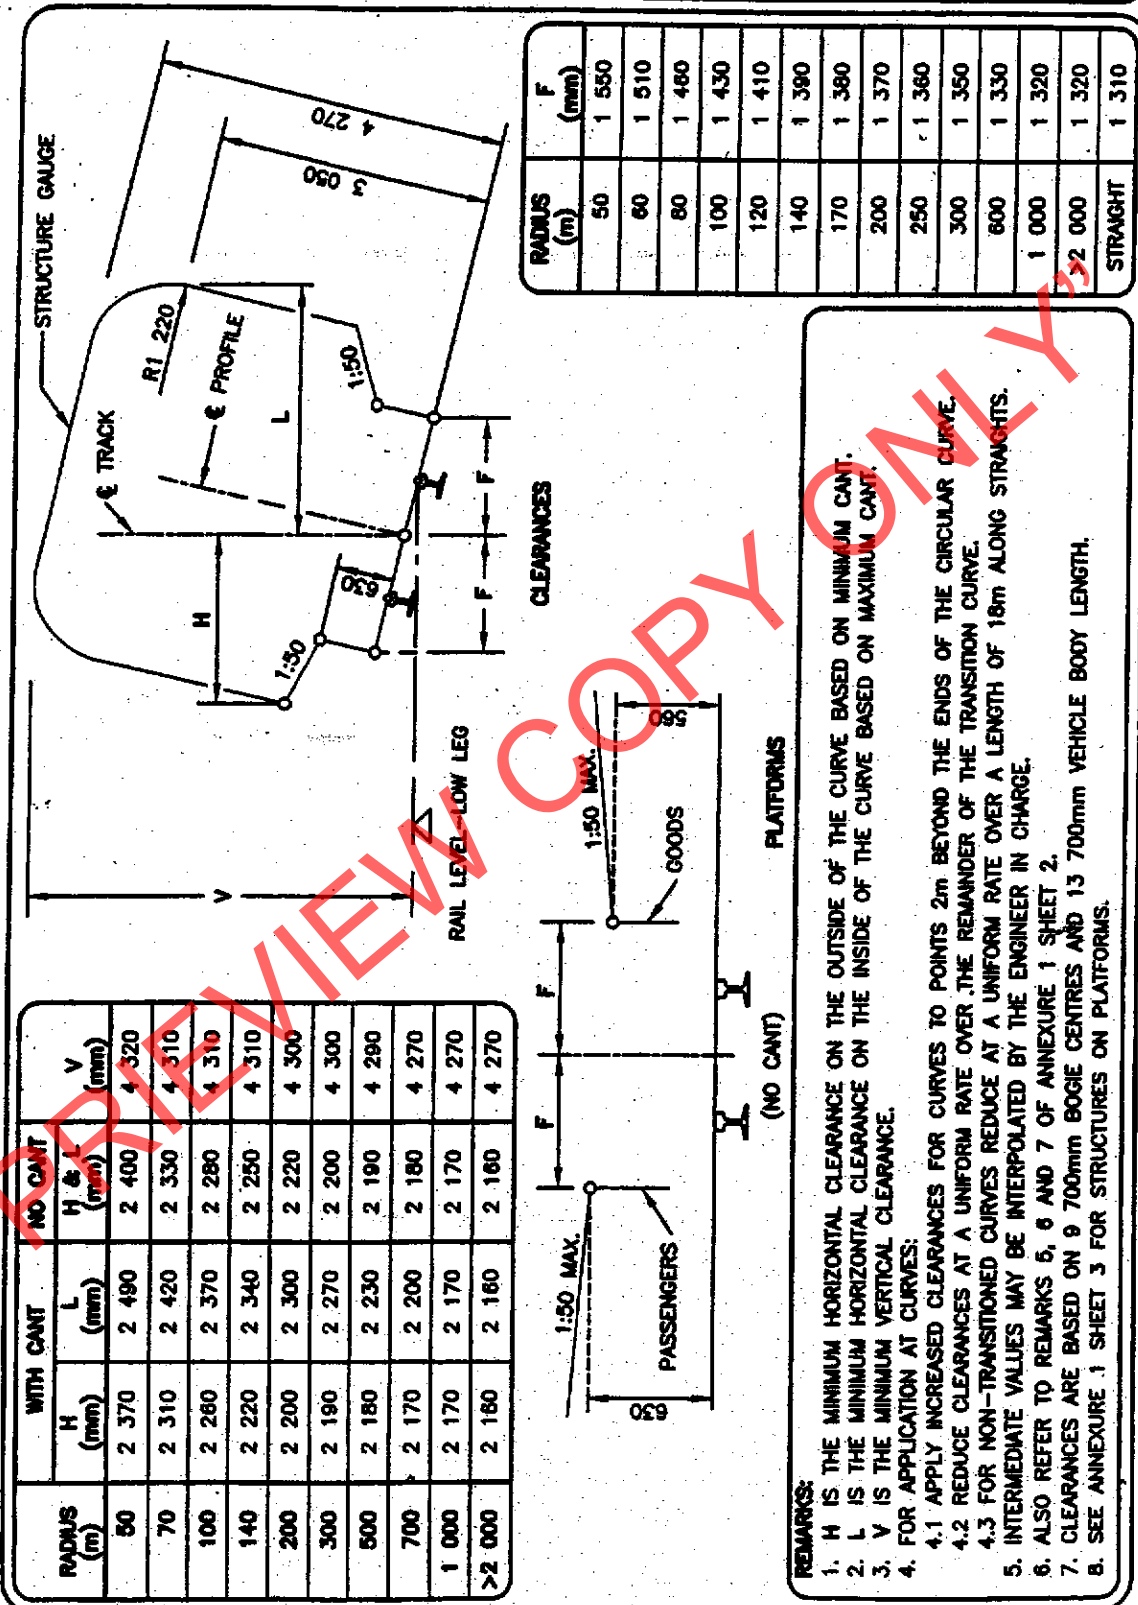 WITH CANT NO CANT
RADIUS (m) H (mm) L (mm) H & L (mm) V (mm)
50 2 370 2 490 2 400 4 320
70 2 310 2 420 2 330 4 310
100 2 260 2 370 2 280 4 310
140 2 220 2 340 2 250 4 310
200 2 200 2 300 2 220 4 300
300 2 190 2 270 2 200 4 300
500 2 180 2 230 2 190 4 290
700 2 170 2 200 2 180 4 270
1 000 2 170 2 170 2 170 4 270
>2 000 2 160 2 160 2 160 4 270
STRUCTURE GAUGE
℄ TRACK
R1 220
℄ PROFILE
4 270
3 050
H
L
V
1:50
1:50
630
F F
RAIL LEVEL-LOW LEG
CLEARANCES
1:50 MAX.
1:50 MAX.
F F
630
560
PASSENGERS
GOODS
(NO CANT)
PLATFORMS
RADIUS (m) F (mm)
50 1 550
60 1 510
80 1 460
100 1 430
120 1 410
140 1 390
170 1 380
200 1 370
250 1 360
300 1 350
600 1 330
1 000 1 320
>2 000 1 320
STRAIGHT 1 310
REMARKS:
1. H IS THE MINIMUM HORIZONTAL CLEARANCE ON THE OUTSIDE OF THE CURVE BASED ON MINIMUM CANT.
2. L IS THE MINIMUM HORIZONTAL CLEARANCE ON THE INSIDE OF THE CURVE BASED ON MAXIMUM CANT.
3. V IS THE MINIMUM VERTICAL CLEARANCE.
4. FOR APPLICATION AT CURVES:
4.1 APPLY INCREASED CLEARANCES FOR CURVES TO POINTS 2m BEYOND THE ENDS OF THE CIRCULAR CURVE.
4.2 REDUCE CLEARANCES AT A UNIFORM RATE OVER THE REMAINDER OF THE TRANSITION CURVE.
4.3 FOR NON-TRANSITIONED CURVES REDUCE AT A UNIFORM RATE OVER A LENGTH OF 18m ALONG STRAIGHTS.
5. INTERMEDIATE VALUES MAY BE INTERPOLATED BY THE ENGINEER IN CHARGE.
6. ALSO REFER TO REMARKS 5, 6 AND 7 OF ANNEXURE 1 SHEET 2.
7. CLEARANCES ARE BASED ON 9 700mm BOGIE CENTRES AND 13 700mm VEHICLE BODY LENGTH.
8. SEE ANNEXURE 1 SHEET 3 FOR STRUCTURES ON PLATFORMS.
PREVIEW COPY ONLY"